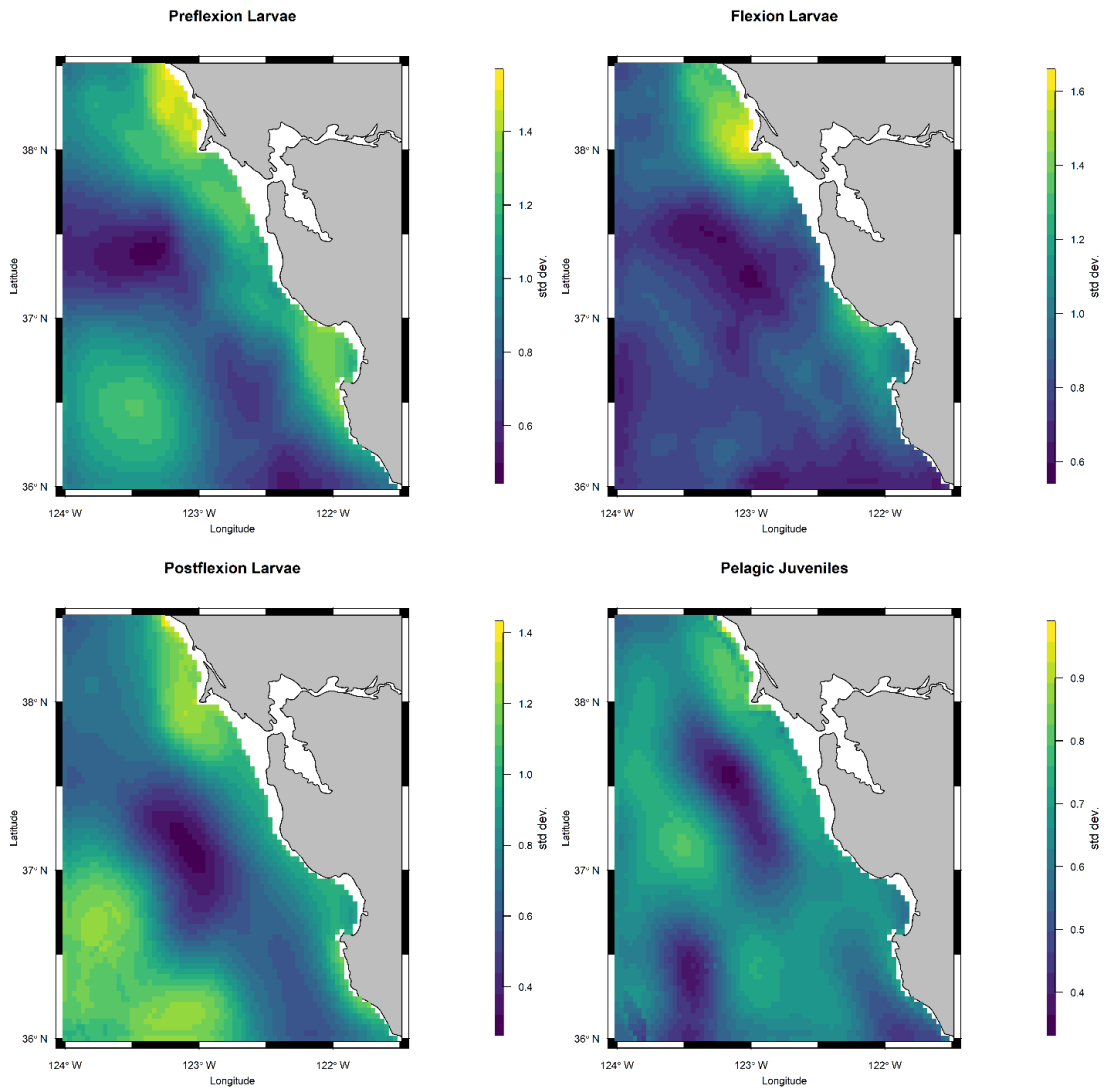 Preflexion Larvae
Flexion Larvae
38° N
37° N
36° N
Latitude
124° W
123° W
122° W
Longitude
1.4
1.2
1.0
0.8
0.6
std dev.
38° N
37° N
36° N
Latitude
124° W
123° W
122° W
Longitude
1.6
1.4
1.2
1.0
0.8
0.6
std dev.
Postflexion Larvae
Pelagic Juveniles
38° N
37° N
36° N
Latitude
124° W
123° W
122° W
Longitude
1.4
1.2
1.0
0.8
0.6
0.4
std dev.
38° N
37° N
36° N
Latitude
124° W
123° W
122° W
Longitude
0.9
0.8
0.7
0.6
0.5
0.4
std dev.